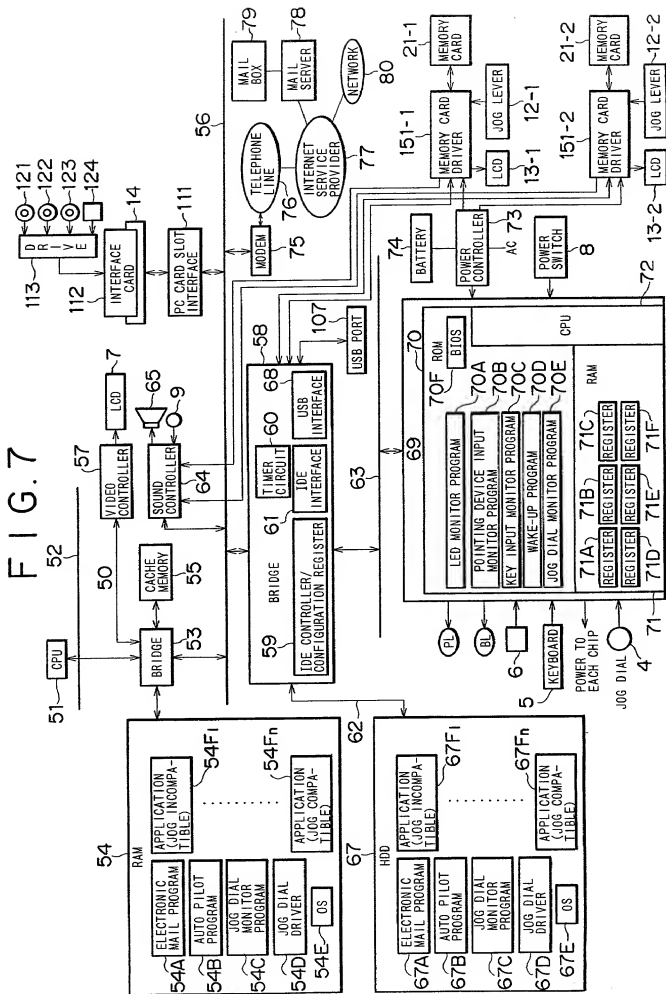 FIG.7
51
CPU
52
50
57
VIDEO CONTROLLER
7
LCD
65
SOUND CONTROLLER
9
64
CACHE MEMORY
55
BRIDGE
53
121
122
123
124
DRIVE
113
112
INTERFACE CARD
14
PC CARD SLOT INTERFACE
111
56
79
MAIL BOX
78
MAIL SERVER
TELEPHONE LINE
76
INTERNET SERVICE PROVIDER
77
NETWORK
80
MODEM
75
151-1
MEMORY CARD DRIVER
21-1
MEMORY CARD
JOG LEVER
12-1
LCD
13-1
151-2
MEMORY CARD DRIVER
21-2
MEMORY CARD
JOG LEVER
12-2
LCD
13-2
74
BATTERY
POWER CONTROLLER
73
AC
POWER SWITCH
8
54
RAM
ELECTRONIC MAIL PROGRAM
54A
AUTO PILOT PROGRAM
54B
JOG DIAL MONITOR PROGRAM
54C
JOG DIAL DRIVER
54D
OS
54E
APPLICATION
(JOG INCOMPA-
TIBLE)
54F1
APPLICATION
(JOG COMPA-
TIBLE)
54Fn
58
BRIDGE
59
IDE CONTROLLER/
CONFIGURATION REGISTER
60
TIMER CIRCUIT
61
IDE INTERFACE
68
USB INTERFACE
107
USB PORT
62
63
67
HDD
ELECTRONIC MAIL PROGRAM
67A
AUTO PILOT PROGRAM
67B
JOG DIAL MONITOR PROGRAM
67C
JOG DIAL DRIVER
67D
OS
67E
APPLICATION
(JOG INCOMPA-
TIBLE)
67F1
APPLICATION
(JOG COMPA-
TIBLE)
67Fn
69
70
ROM
70F
BIOS
LED MONITOR PROGRAM
70A
POINTING DEVICE INPUT
MONITOR PROGRAM
70B
KEY INPUT MONITOR PROGRAM
70C
WAKE-UP PROGRAM
70D
JOG DIAL MONITOR PROGRAM
70E
CPU
72
RAM
71
71A
REGISTER
71B
REGISTER
71C
REGISTER
71D
REGISTER
71E
REGISTER
71F
REGISTER
PL
BL
6
KEYBOARD
5
POWER TO
EACH CHIP
JOG DIAL
4